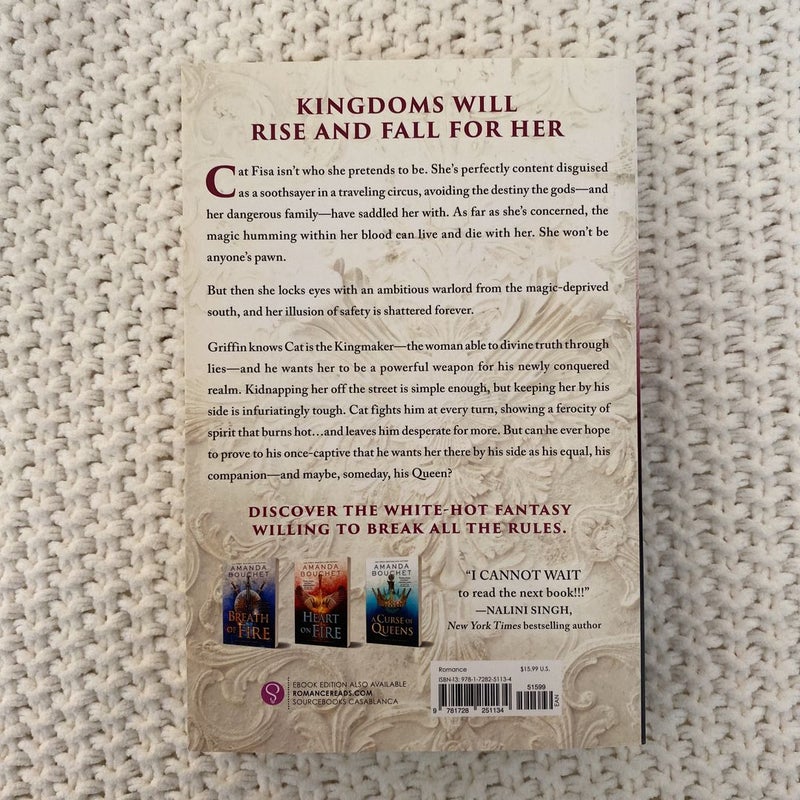 KINGDOMS WILL
RISE AND FALL FOR HER
Cat Fisa isn't who she pretends to be. She's perfectly content disguised
as a soothsayer in a traveling circus, avoiding the destiny the gods—and
her dangerous family—have saddled her with. As far as she's concerned, the
magic humming within her blood can live and die with her. She won't be
anyone's pawn.
But then she locks eyes with an ambitious warlord from the magic-deprived
south, and her illusion of safety is shattered forever.
Griffin knows Cat is the Kingmaker—the woman able to divine truth through
lies—and he wants her to be a powerful weapon for his newly conquered
realm. Kidnapping her off the street is simple enough, but keeping her by his
side is infuriatingly tough. Cat fights him at every turn, showing a ferocity of
spirit that burns hot...and leaves him desperate for more. But can he ever hope
to prove to his once-captive that he wants her there by his side as his equal, his
companion—and maybe, someday, his Queen?
DISCOVER THE WHITE-HOT FANTASY
WILLING TO BREAK ALL THE RULES.
AMANDA
BOUCHET
BREATH
OF FIRE
AMANDA
BOUCHET
HEART
ON FIRE
AMANDA
BOUCHET
A CURSE OF
QUEENS
"I CANNOT WAIT
to read the next book!!!"
—NALINI SINGH,
New York Times bestselling author
EBOOK EDITION ALSO AVAILABLE
ROMANCEREADS.COM
SOURCEBOOKS CASABLANCA
Romance $15.99 U.S.
ISBN-13: 978-1-7282-5113-4
51599
EAN
9 781728 251134